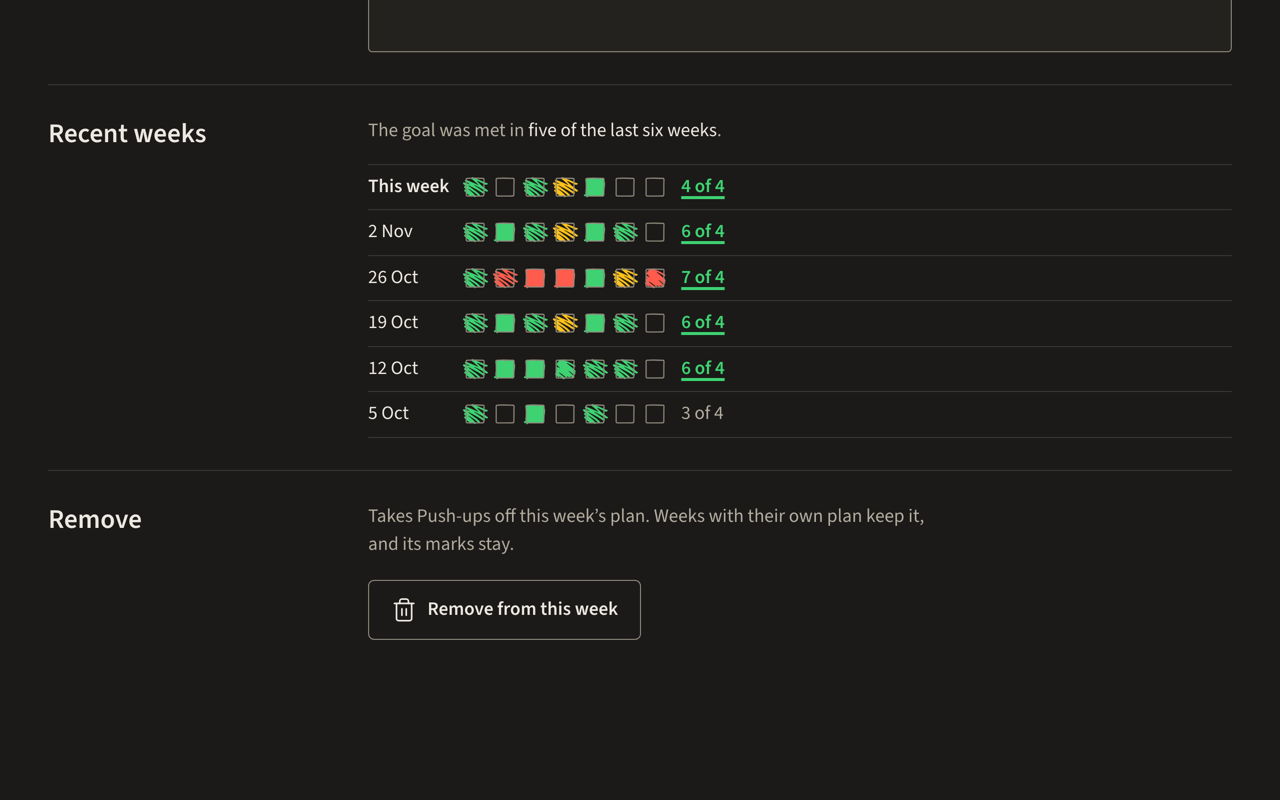 Recent weeks
The goal was met in five of the last six weeks.
This week 4 of 4
2 Nov 6 of 4
26 Oct 7 of 4
19 Oct 6 of 4
12 Oct 6 of 4
5 Oct 3 of 4
Remove
Takes Push-ups off this week’s plan. Weeks with their own plan keep it,
and its marks stay.
Remove from this week